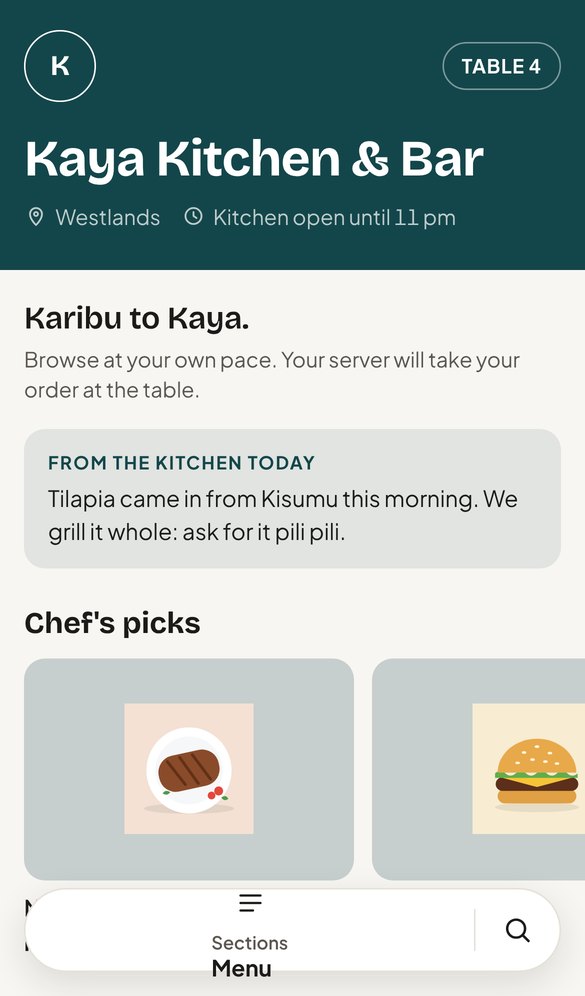 K
TABLE 4
Kaya Kitchen & Bar
Westlands
Kitchen open until 11 pm
Karibu to Kaya.
Browse at your own pace. Your server will take your
order at the table.
FROM THE KITCHEN TODAY
Tilapia came in from Kisumu this morning. We
grill it whole: ask for it pili pili.
Chef's picks
Sections
Menu